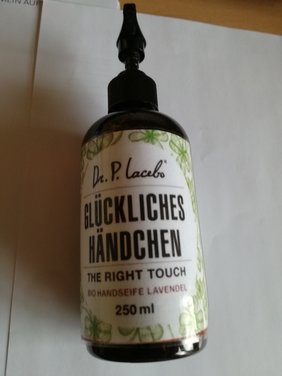 Dr. P. Lacebo®
GLÜCKLICHES
HÄNDCHEN
THE RIGHT TOUCH
BIO HANDSEIFE LAVENDEL
250 ml